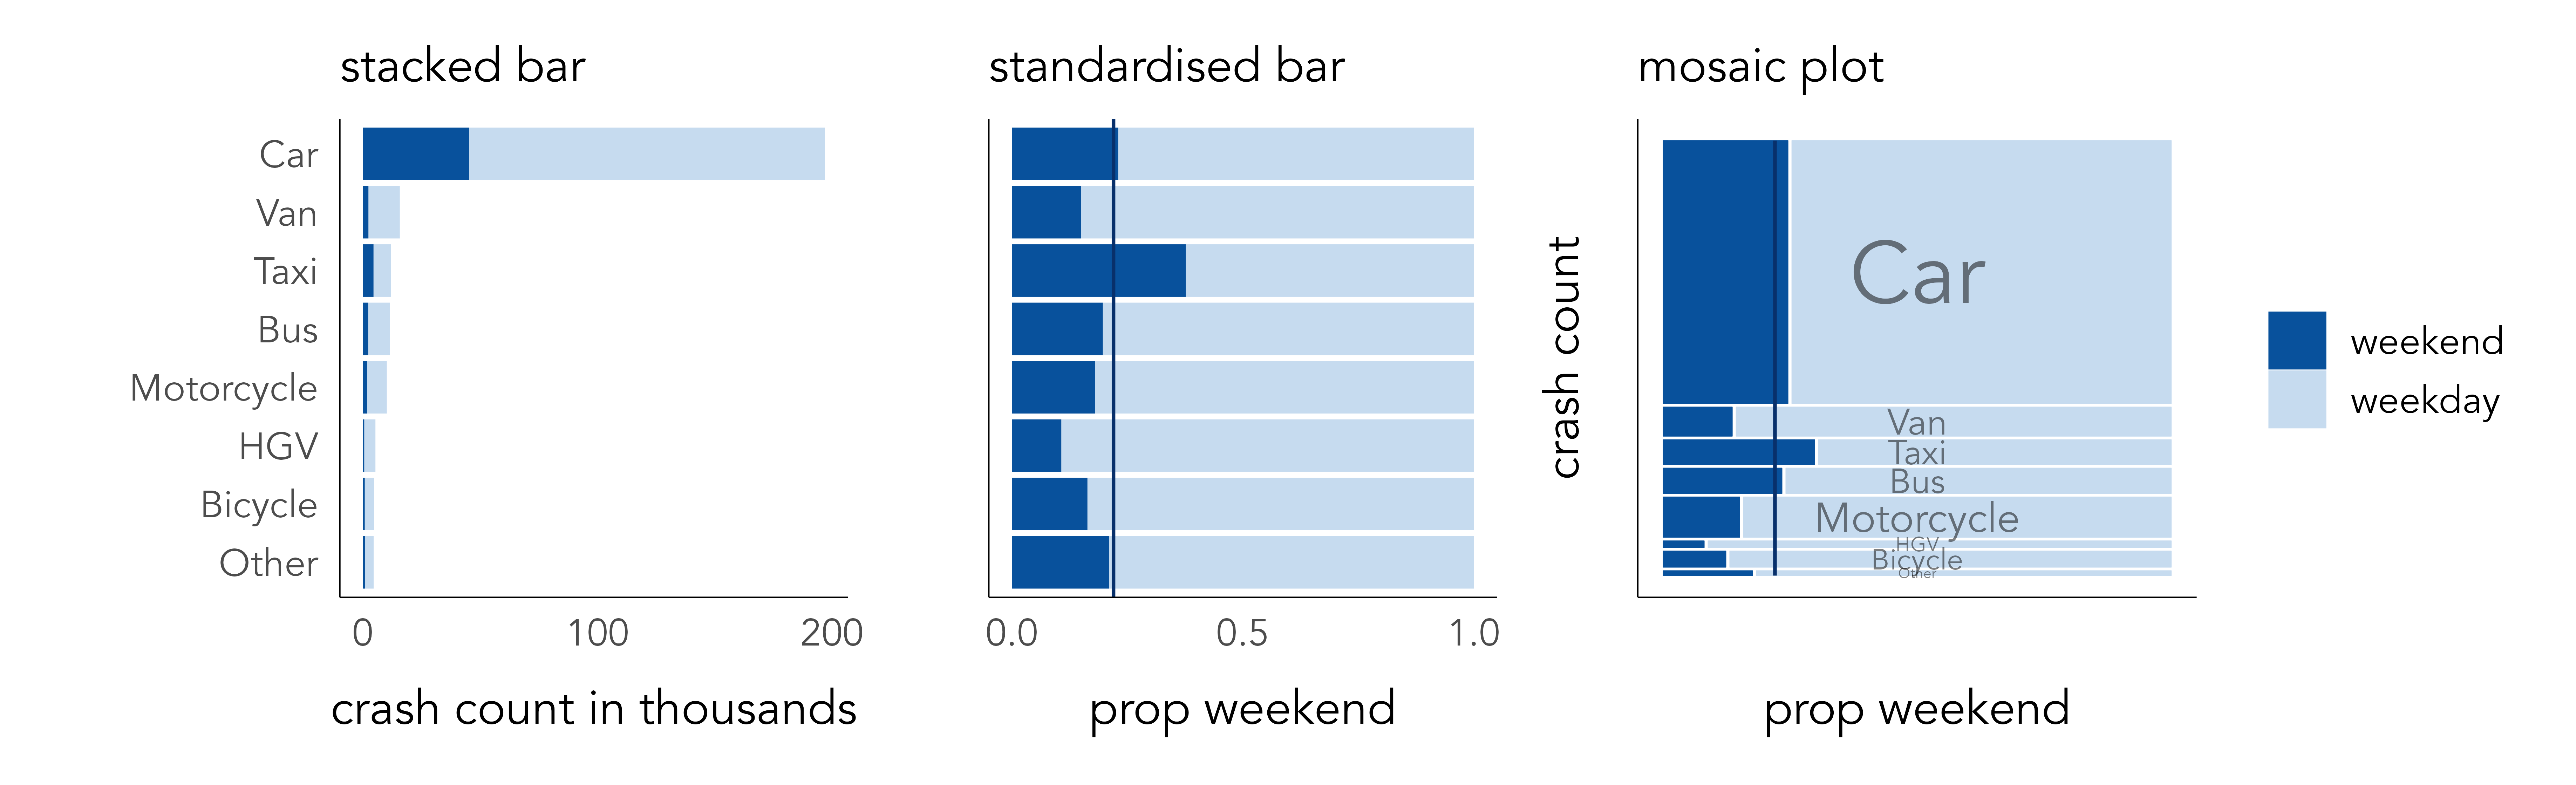 stacked bar
Car
Van
Taxi
Bus
Motorcycle
HGV
Bicycle
Other
0 100 200
crash count in thousands
standardised bar
0.0 0.5 1.0
prop weekend
mosaic plot
crash count
Car
Van
Taxi
Bus
Motorcycle
HGV
Bicycle
Other
prop weekend
weekend
weekday